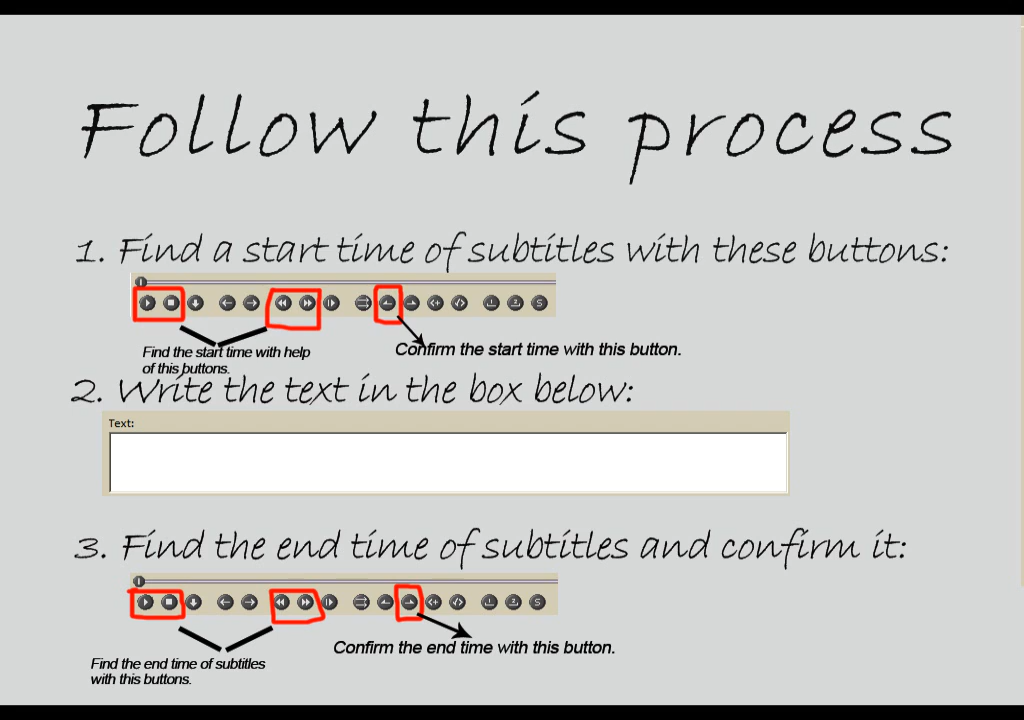 Follow this process
1. Find a start time of subtitles with these buttons:
Find the start time with help
of this buttons.
Confirm the start time with this button.
2. Write the text in the box below:
Text:
3. Find the end time of subtitles and confirm it:
Confirm the end time with this button.
Find the end time of subtitles
with this buttons.